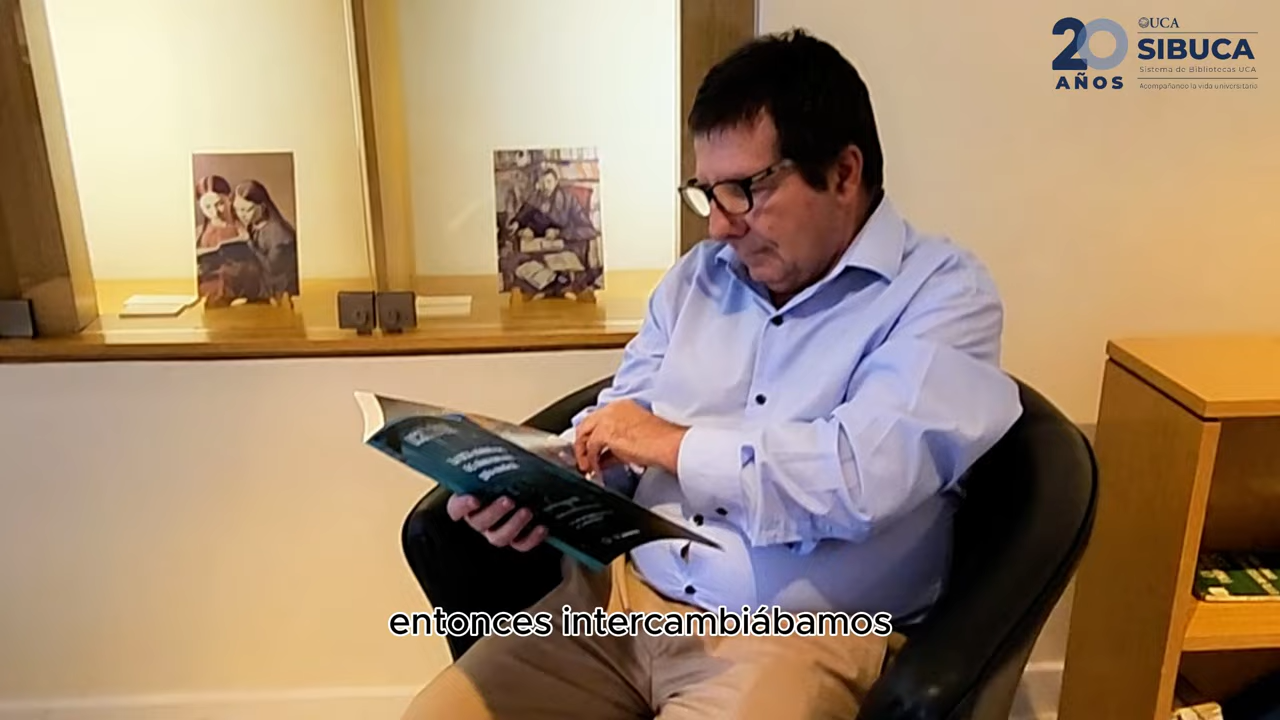 20
AÑOS
UCA
SIBUCA
Sistema de Bibliotecas UCA
Acompañando la vida universitaria
entonces intercambiábamos